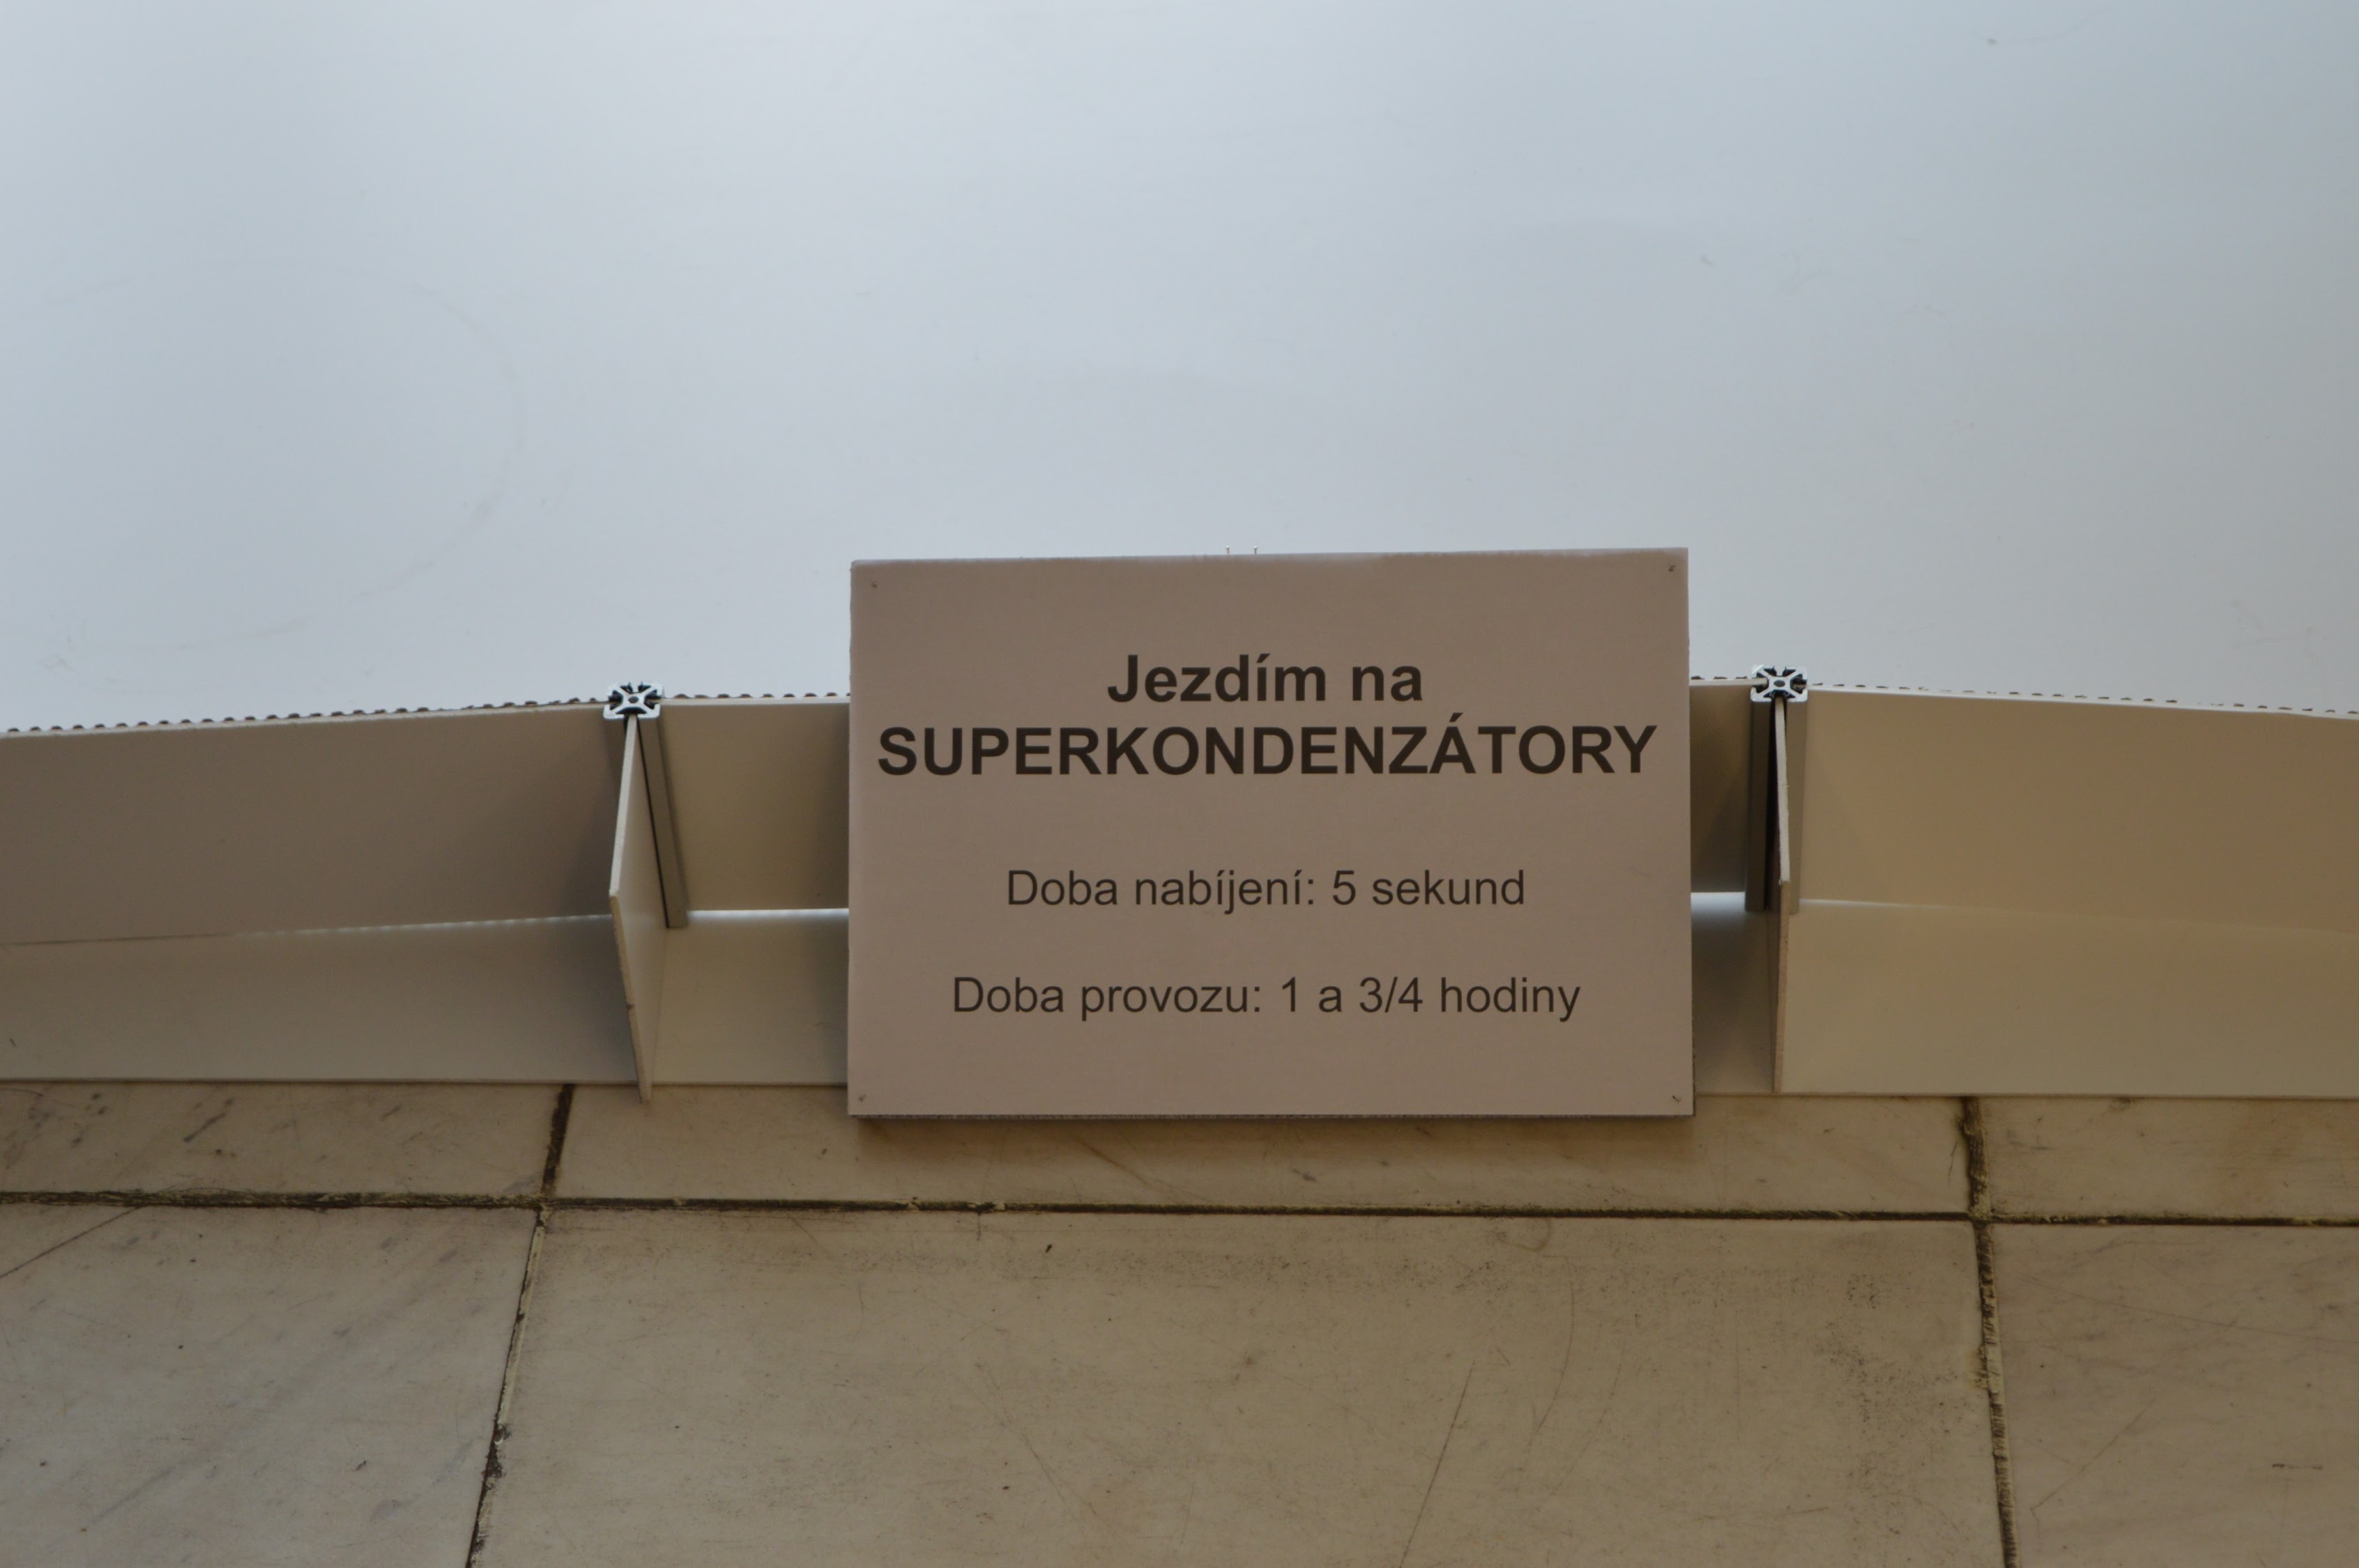 Jezdím na
SUPERKONDENZÁTORY
Doba nabíjení: 5 sekund
Doba provozu: 1 a 3/4 hodiny